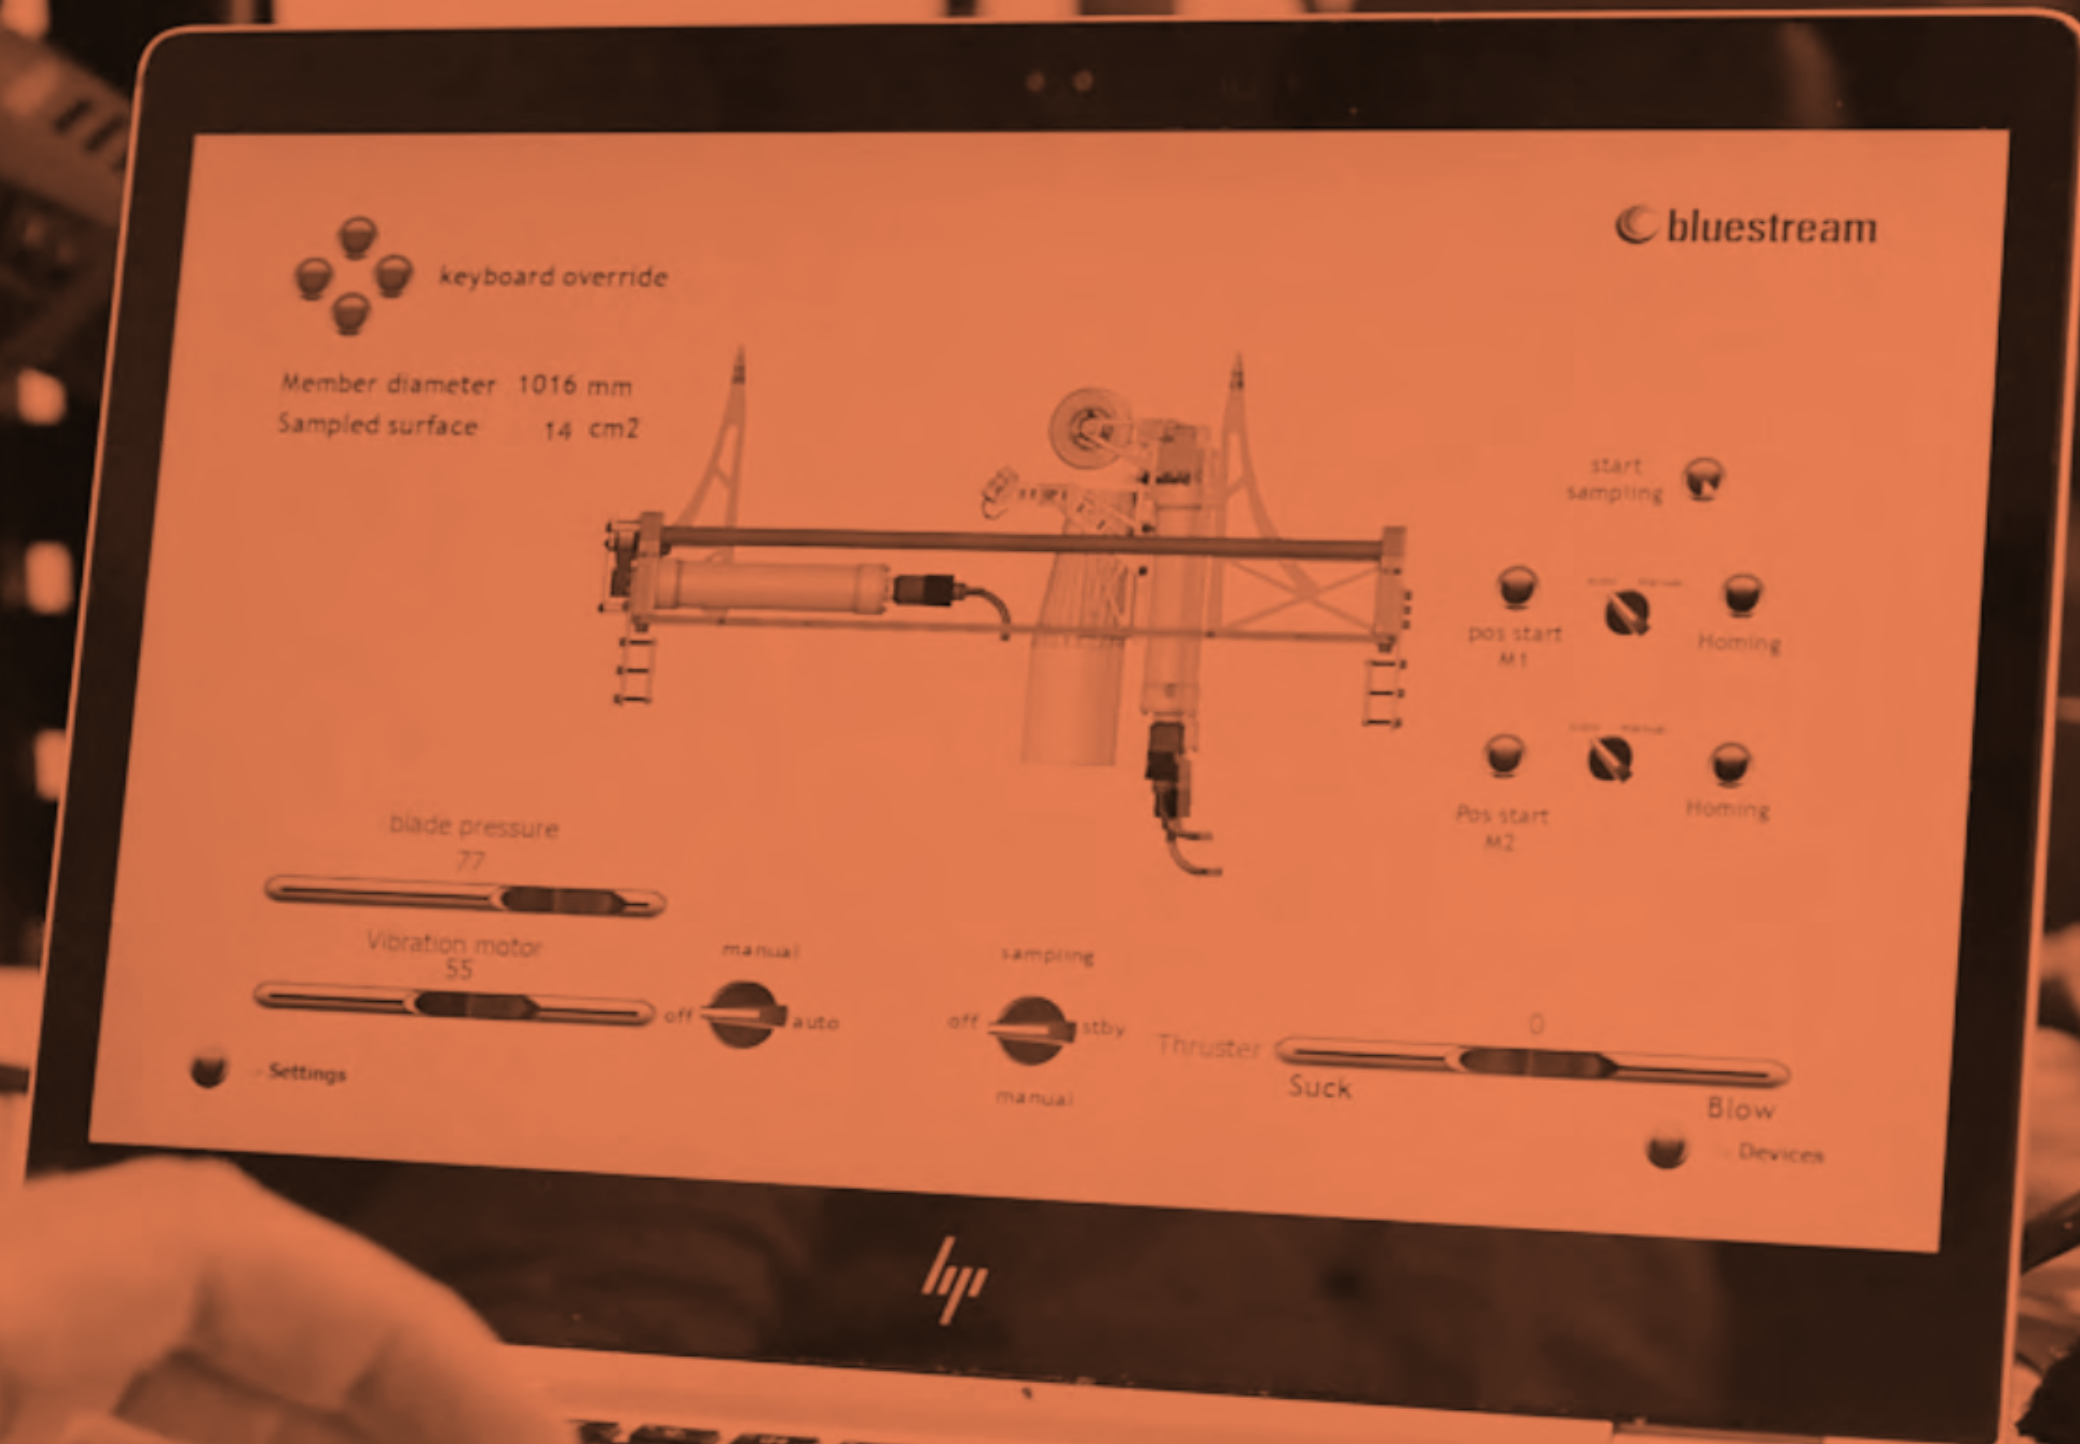 bluestream
keyboard override
Member diameter 1016 mm
Sampled surface 14 cm2
start
sampling
pos start
M1
Homing
Pos start
M2
Homing
blade pressure
77
Vibration motor
55
manual
off
auto
sampling
off
stby
manual
Thruster
0
Suck
Blow
Settings
Devices
hp